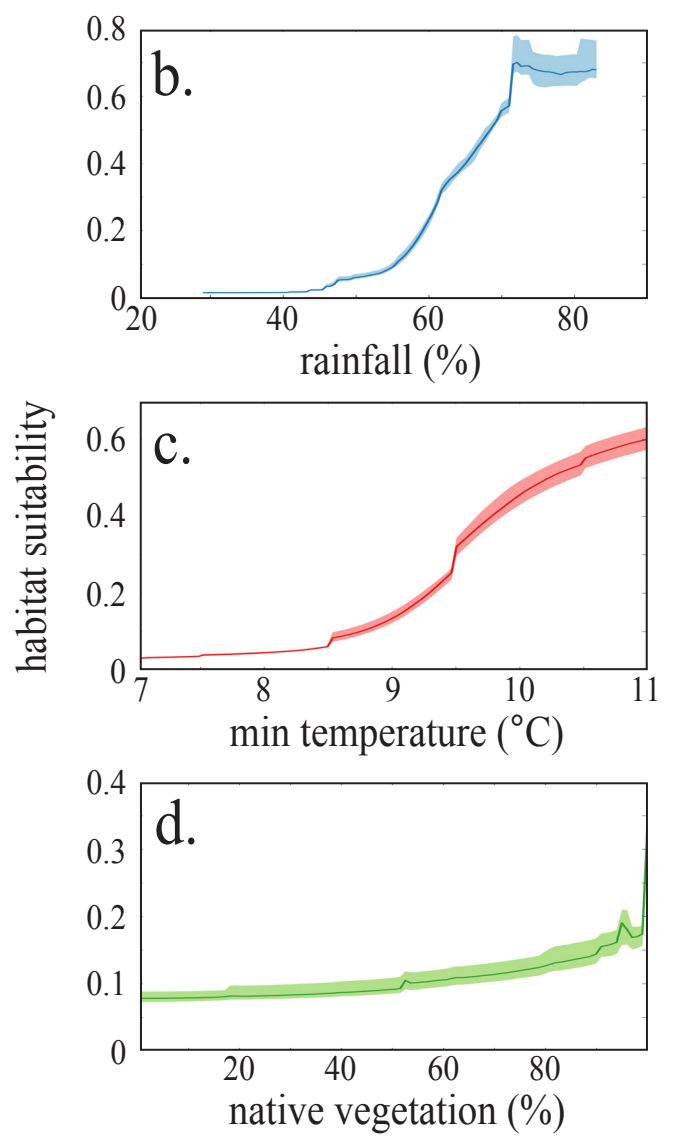 b.
0.8
0.6
0.4
0.2
0
20 40 60 80
rainfall (%)
habitat suitability
c.
0.6
0.4
0.2
0
7 8 9 10 11
min temperature (°C)
d.
0.4
0.3
0.2
0.1
0
20 40 60 80
native vegetation (%)